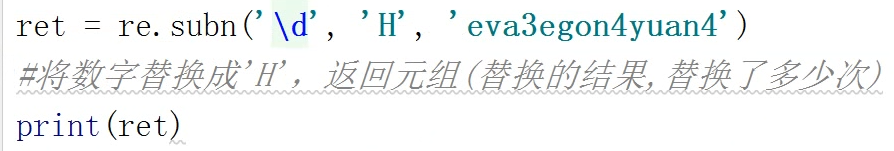 ret = re.subn('\d', 'H', 'eva3egon4yuan4')
#将数字替换成'H'，返回元组(替换的结果,替换了多少次)
print(ret)